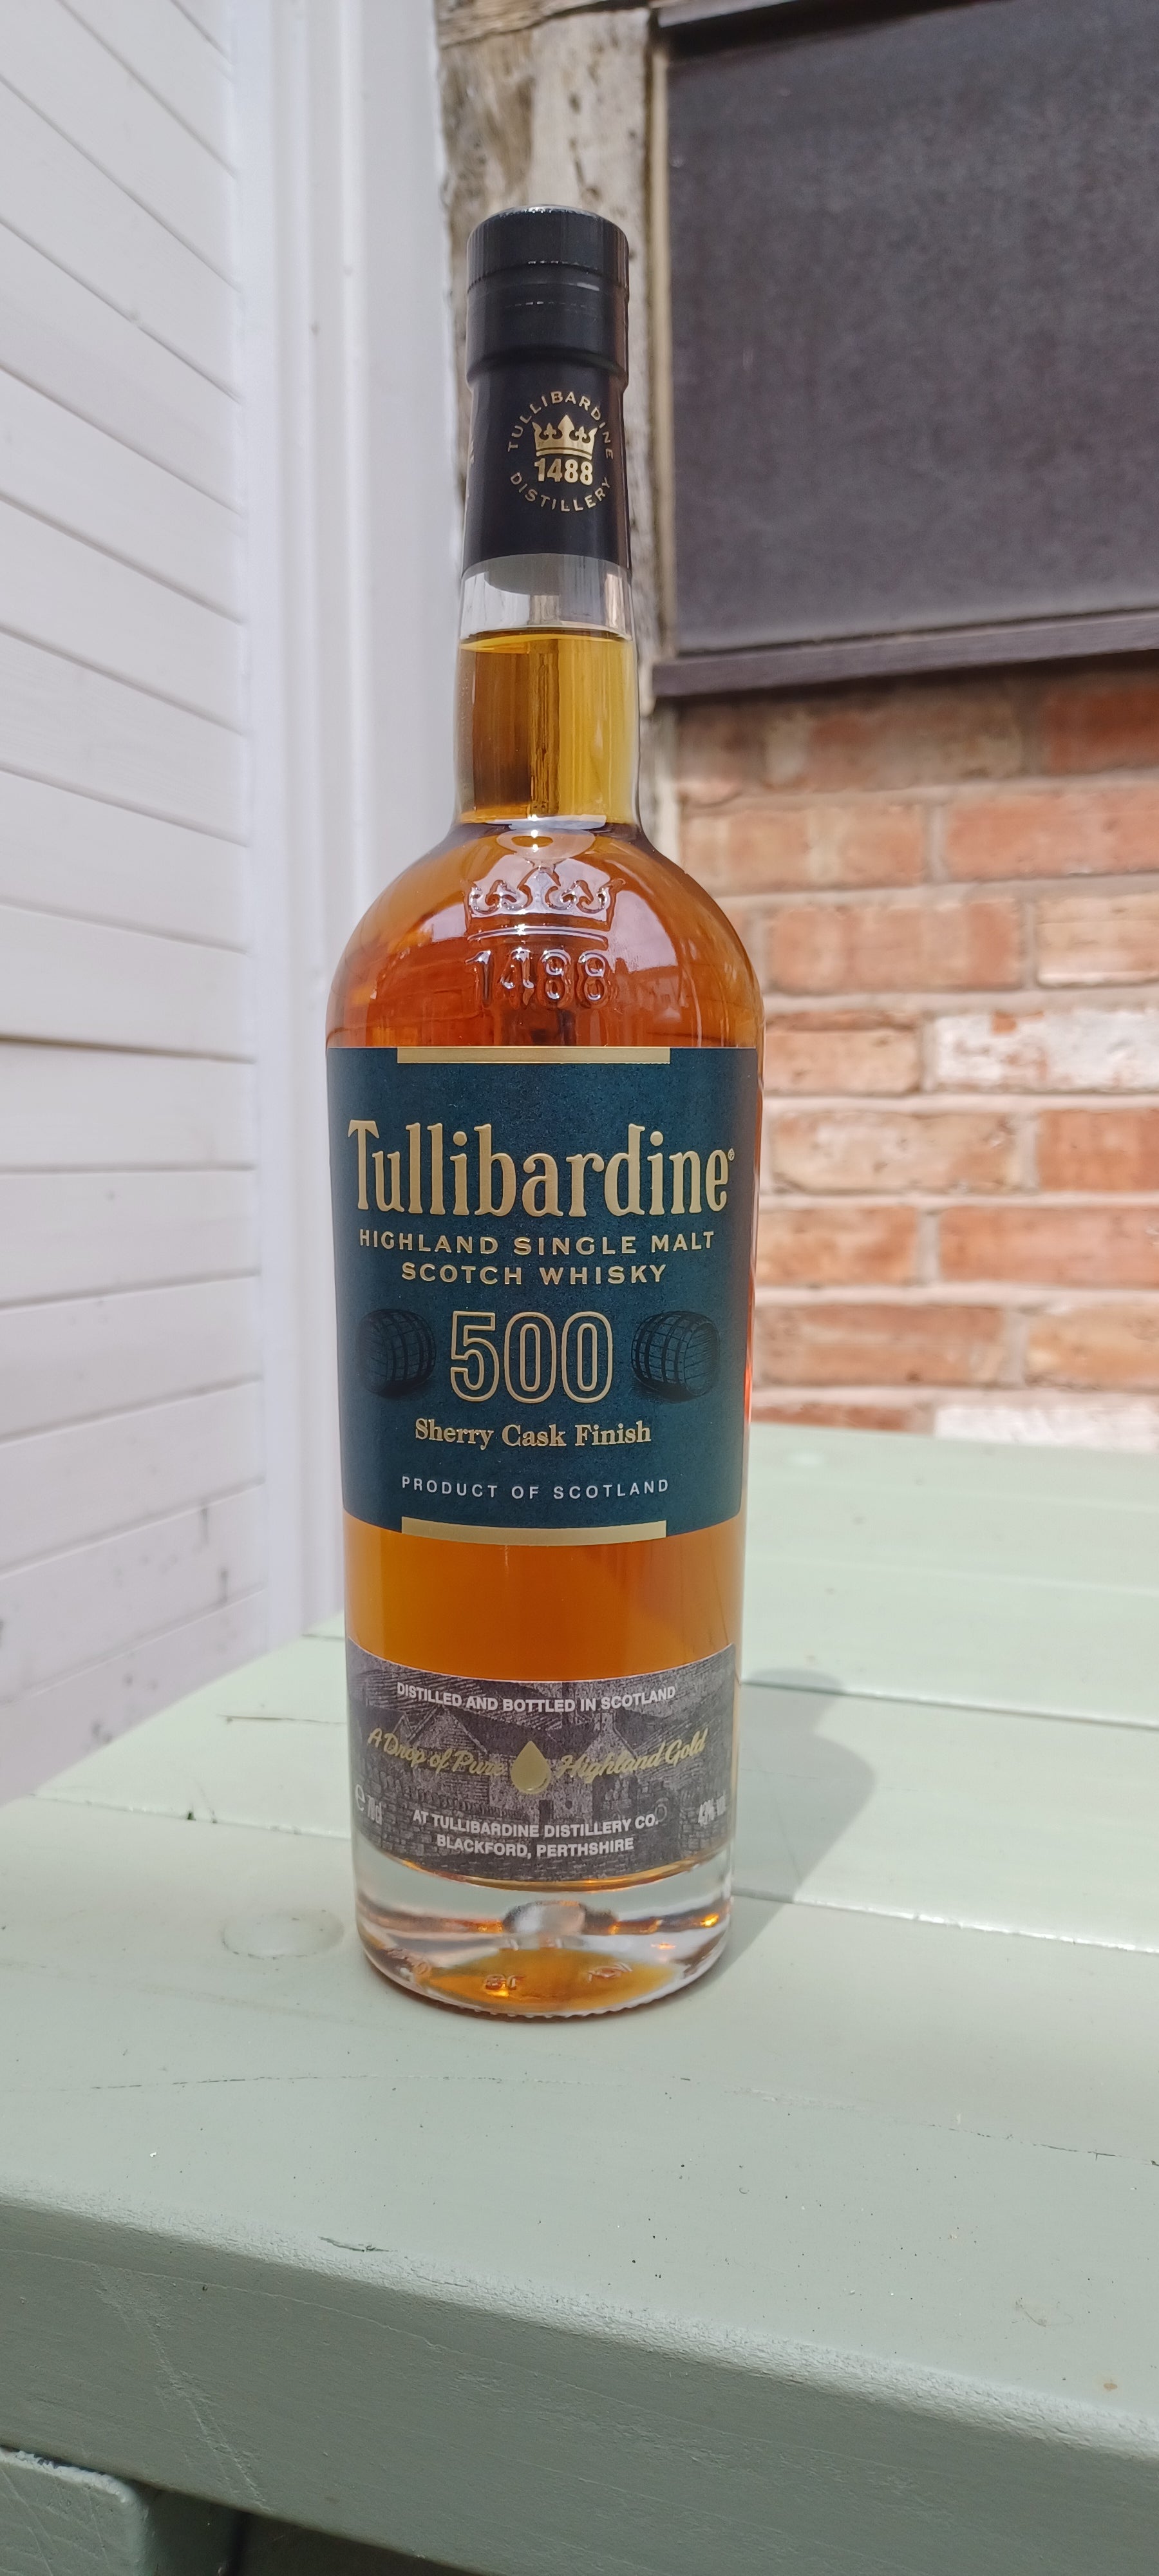 TULLIBARDINE
1488
DISTILLERY
1488
Tullibardine®
HIGHLAND SINGLE MALT
SCOTCH WHISKY
500
Sherry Cask Finish
PRODUCT OF SCOTLAND
DISTILLED AND BOTTLED IN SCOTLAND
A Drop of Pure Highland Gold
e 70cl
AT TULLIBARDINE DISTILLERY CO.
BLACKFORD, PERTHSHIRE